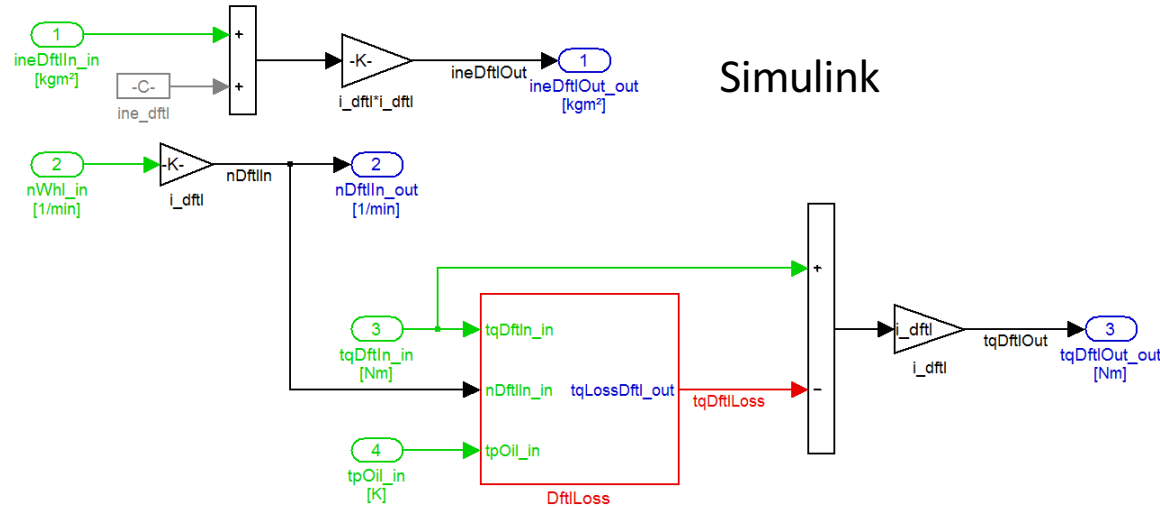 1
ineDftlIn_in
[kgm²]
+
-C-
+
ine_dftl
-K-
i_dftl*i_dftl
ineDftlOut
1
ineDftlOut_out
[kgm²]
Simulink
2
nWhl_in
[1/min]
-K-
i_dftl
nDftlIn
2
nDftlIn_out
[1/min]
3
tqDftIn_in
[Nm]
4
tpOil_in
[K]
tqDftIn_in
nDftlIn_in
tpOil_in
tqLossDftl_out
DftlLoss
tqDftlLoss
+
−
i_dftl
i_dftl
tqDftlOut
3
tqDftlOut_out
[Nm]